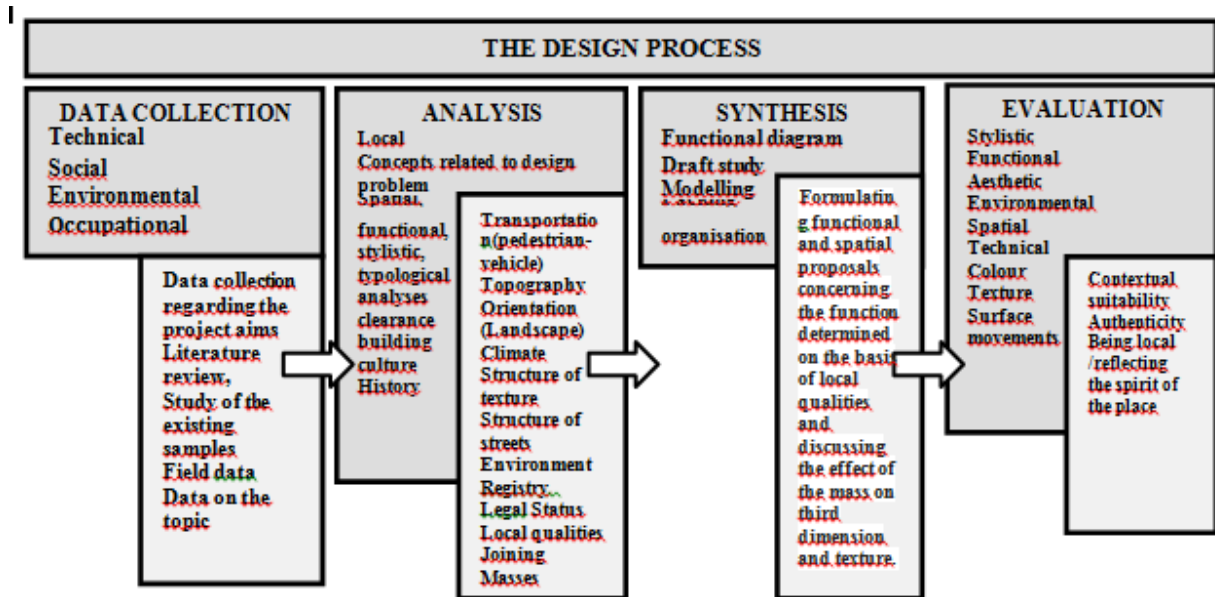 THE DESIGN PROCESS
DATA COLLECTION
Technical
Social
Environmental
Occupational
Data collection
regarding the
project aims
Literature
review,
Study of the
existing
samples
Field data
Data on the
topic
ANALYSIS
Local
Concepts related to design
problem
Spatial,
functional,
stylistic,
typological
analyses
clearance
building
culture
History
Transportatio
n(pedestrian-
vehicle)
Topography
Orientation
(Landscape)
Climate
Structure of
texture
Structure of
streets
Environment
Registry.
Legal Status
Local qualities
Joining
Masses
SYNTHESIS
Functional diagram
Draft study
Modelling
organisation
Formulatin
g functional
and spatial
proposals
concerning
the function
determined
on the basis
of local
qualities
and
discussing
the effect of
the mass on
third
dimension
and texture.
EVALUATION
Stylistic
Functional
Aesthetic
Environmental
Spatial
Technical
Colour
Texture
Surface
movements
Contextual
suitability
Authenticity
Being local
/reflecting
the spirit of
the place